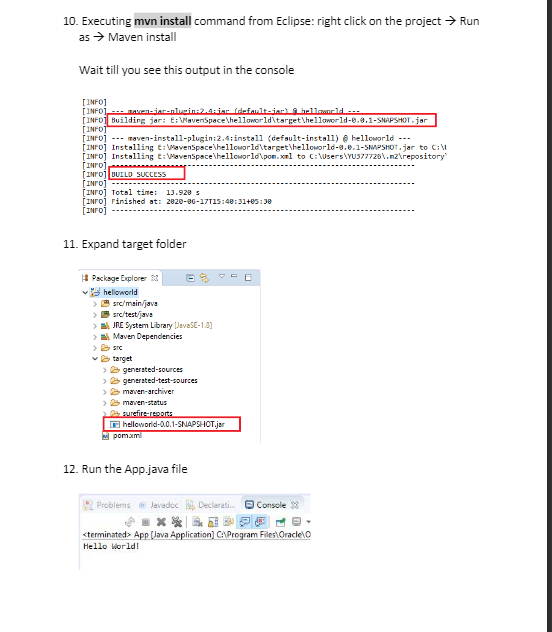 10. Executing mvn install command from Eclipse: right click on the project → Run
as → Maven install
Wait till you see this output in the console
[INFO]
[INFO] --- maven-jar-plugin:2.4:jar (default-jar) @ helloworld ---
[INFO] Building jar: E:\MavenSpace\helloworld\target\helloworld-0.0.1-SNAPSHOT.jar
[INFO]
[INFO] --- maven-install-plugin:2.4:install (default-install) @ helloworld ---
[INFO] Installing E:\MavenSpace\helloworld\target\helloworld-0.0.1-SNAPSHOT.jar to C:\U
[INFO] Installing E:\MavenSpace\helloworld\pom.xml to C:\Users\YU377726\.m2\repository\
[INFO] ------------------------------------------------------------------------
[INFO] BUILD SUCCESS
[INFO] ------------------------------------------------------------------------
[INFO] Total time: 13.920 s
[INFO] Finished at: 2020-06-17T15:40:31+05:30
[INFO] ------------------------------------------------------------------------
11. Expand target folder
Package Explorer
helloworld
src/main/java
src/test/java
JRE System Library [JavaSE-1.8]
Maven Dependencies
src
target
generated-sources
generated-test-sources
maven-archiver
maven-status
surefire-reports
helloworld-0.0.1-SNAPSHOT.jar
pom.xml
12. Run the App.java file
Problems Javadoc Declarati... Console
<terminated> App [Java Application] C:\Program Files\Oracle\O
Hello World!